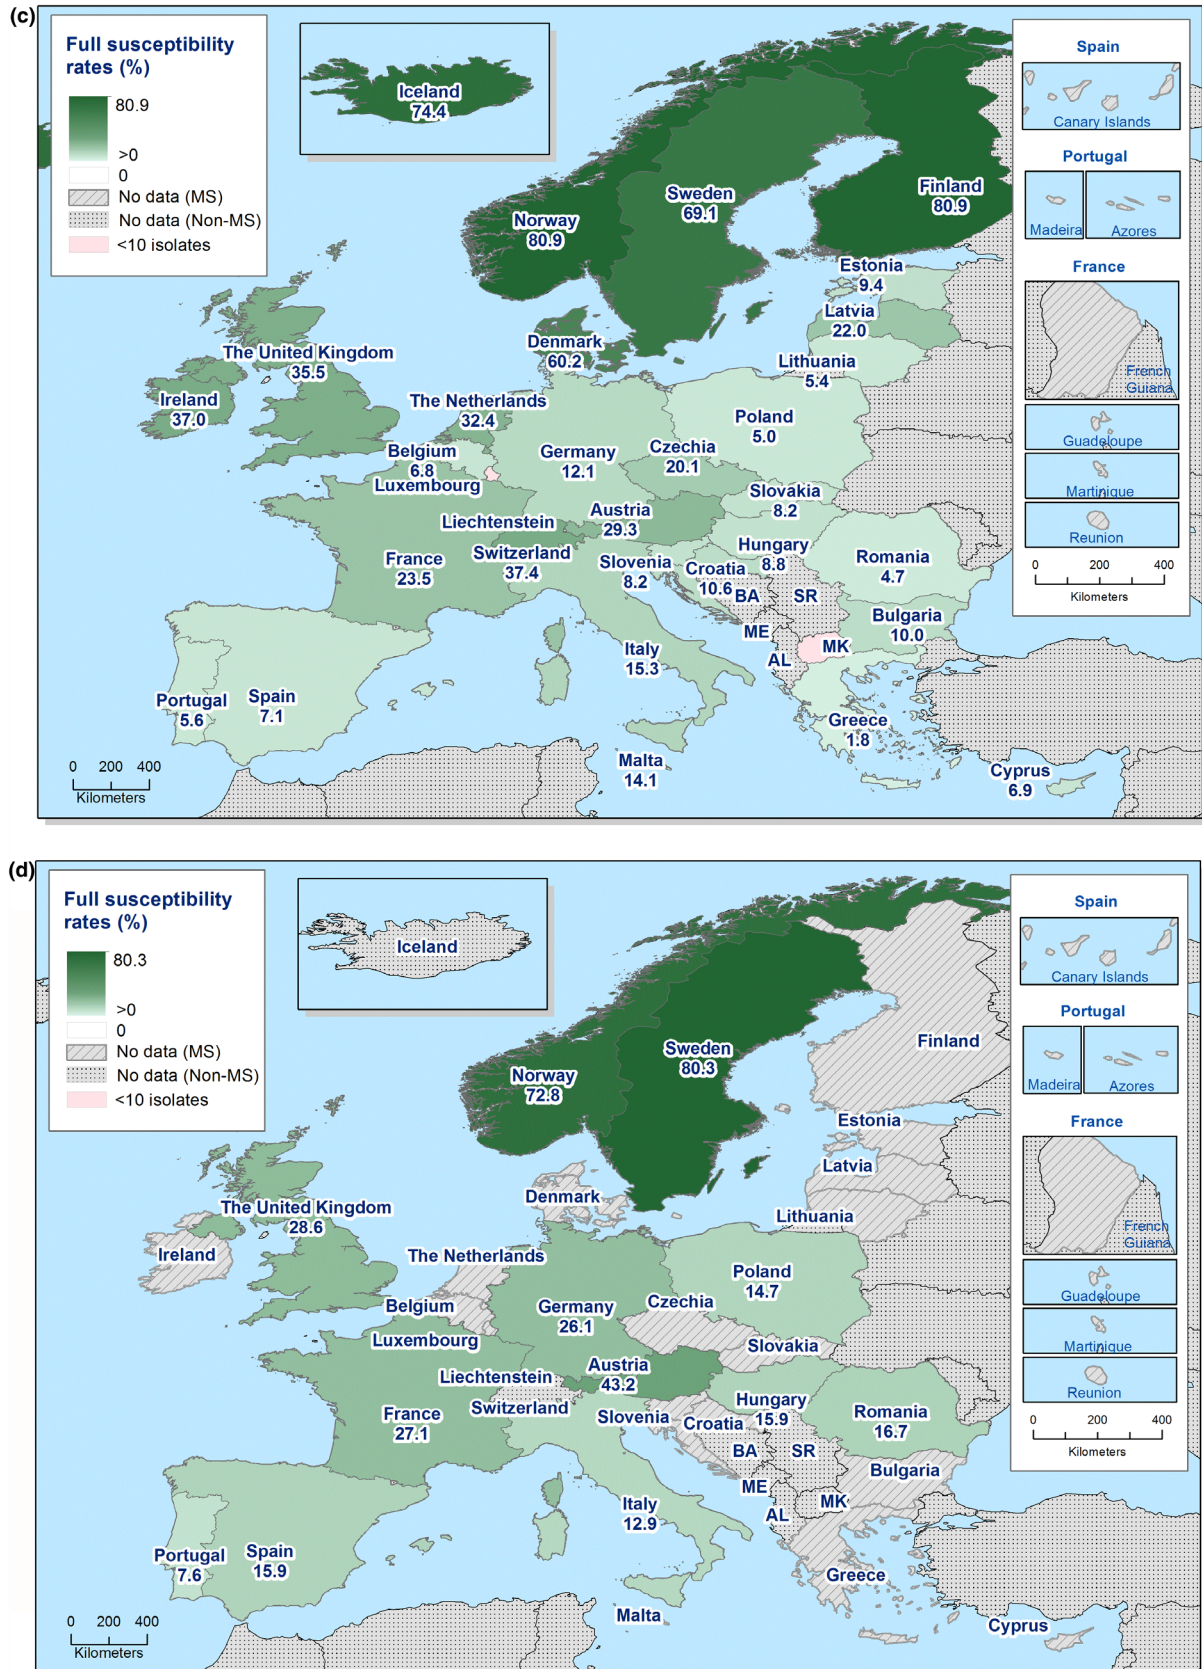 (c)
Full susceptibility
rates (%)
80.9
>0
0
No data (MS)
No data (Non-MS)
<10 isolates
Iceland
74.4
Spain
Canary Islands
Portugal
Madeira
Azores
France
French
Guiana
Guadeloupe
Martinique
Reunion
0 200 400
Kilometers
Norway
80.9
Sweden
69.1
Finland
80.9
Estonia
9.4
Latvia
22.0
Lithuania
5.4
Denmark
60.2
The United Kingdom
35.5
Ireland
37.0
The Netherlands
32.4
Belgium
6.8
Luxembourg
Germany
12.1
Poland
5.0
Czechia
20.1
Slovakia
8.2
Austria
29.3
Liechtenstein
Switzerland
37.4
France
23.5
Slovenia
8.2
Croatia
10.6
Hungary
8.8
Romania
4.7
BA
SR
ME
MK
AL
Bulgaria
10.0
Italy
15.3
Portugal
5.6
Spain
7.1
Greece
1.8
Malta
14.1
Cyprus
6.9
0 200 400
Kilometers
(d)
Full susceptibility
rates (%)
80.3
>0
0
No data (MS)
No data (Non-MS)
<10 isolates
Iceland
Spain
Canary Islands
Portugal
Madeira
Azores
France
French
Guiana
Guadeloupe
Martinique
Reunion
0 200 400
Kilometers
Norway
72.8
Sweden
80.3
Finland
Estonia
Latvia
Lithuania
Denmark
The United Kingdom
28.6
Ireland
The Netherlands
Belgium
Luxembourg
Germany
26.1
Poland
14.7
Czechia
Slovakia
Austria
43.2
Liechtenstein
Switzerland
France
27.1
Slovenia
Croatia
Hungary
15.9
Romania
16.7
BA
SR
ME
MK
AL
Bulgaria
Italy
12.9
Portugal
7.6
Spain
15.9
Greece
Malta
Cyprus
0 200 400
Kilometers